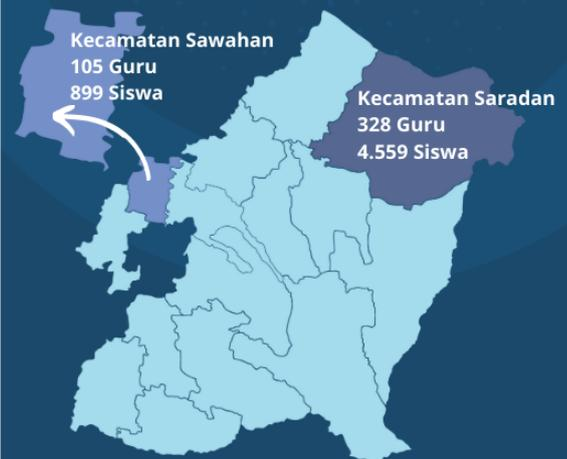 Kecamatan Sawahan
105 Guru
899 Siswa
Kecamatan Saradan
328 Guru
4.559 Siswa